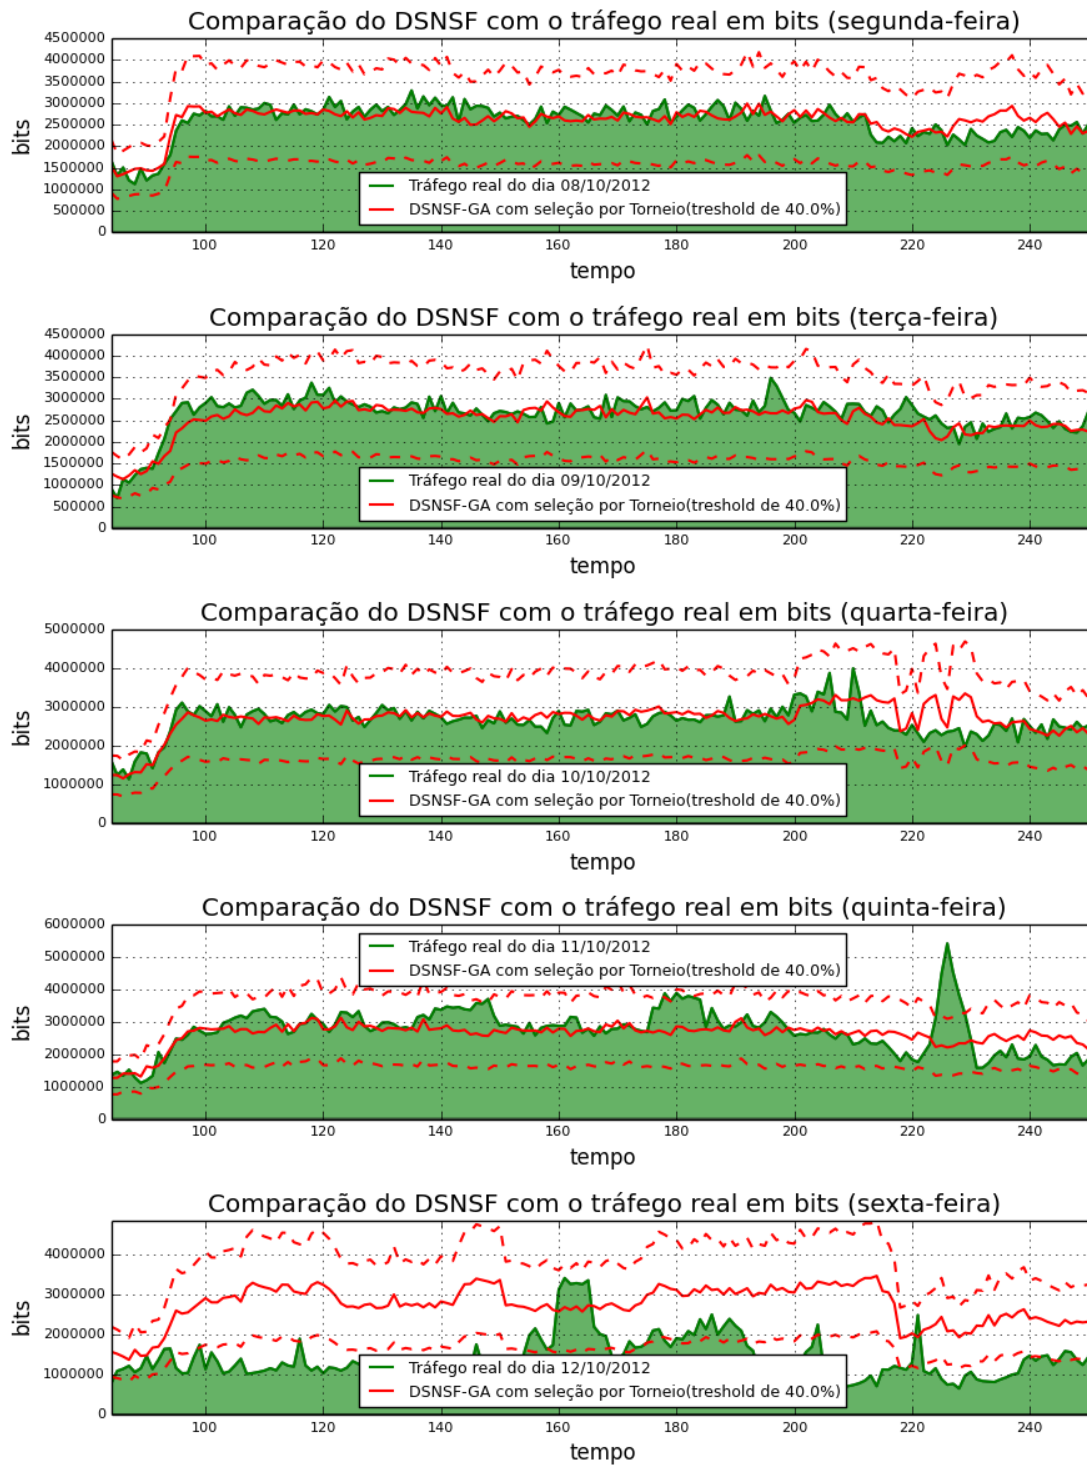 Comparação do DSNSF com o tráfego real em bits (segunda-feira)
4500000
4000000
3500000
3000000
2500000
2000000
1500000
1000000
500000
0
bits
Tráfego real do dia 08/10/2012
DSNSF-GA com seleção por Torneio(treshold de 40.0%)
100 120 140 160 180 200 220 240
tempo
Comparação do DSNSF com o tráfego real em bits (terça-feira)
4500000
4000000
3500000
3000000
2500000
2000000
1500000
1000000
500000
0
bits
Tráfego real do dia 09/10/2012
DSNSF-GA com seleção por Torneio(treshold de 40.0%)
100 120 140 160 180 200 220 240
tempo
Comparação do DSNSF com o tráfego real em bits (quarta-feira)
5000000
4000000
3000000
2000000
1000000
0
bits
Tráfego real do dia 10/10/2012
DSNSF-GA com seleção por Torneio(treshold de 40.0%)
100 120 140 160 180 200 220 240
tempo
Comparação do DSNSF com o tráfego real em bits (quinta-feira)
6000000
5000000
4000000
3000000
2000000
1000000
0
bits
Tráfego real do dia 11/10/2012
DSNSF-GA com seleção por Torneio(treshold de 40.0%)
100 120 140 160 180 200 220 240
tempo
Comparação do DSNSF com o tráfego real em bits (sexta-feira)
4000000
3000000
2000000
1000000
0
bits
Tráfego real do dia 12/10/2012
DSNSF-GA com seleção por Torneio(treshold de 40.0%)
100 120 140 160 180 200 220 240
tempo